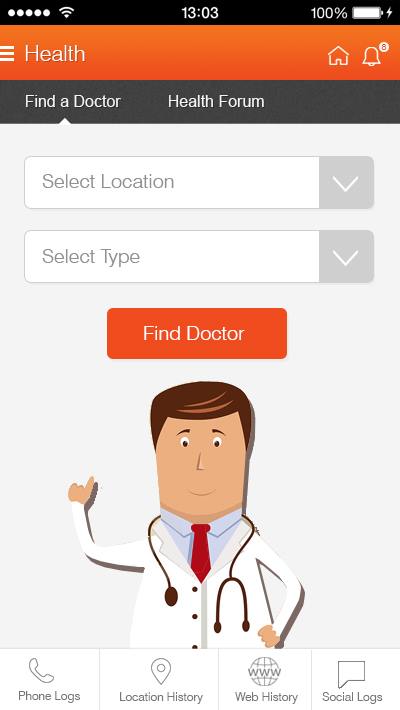 13:03
100%
Health
8
Find a Doctor
Health Forum
Select Location
Select Type
Find Doctor
Phone Logs
Location History
WWW
Web History
Social Logs